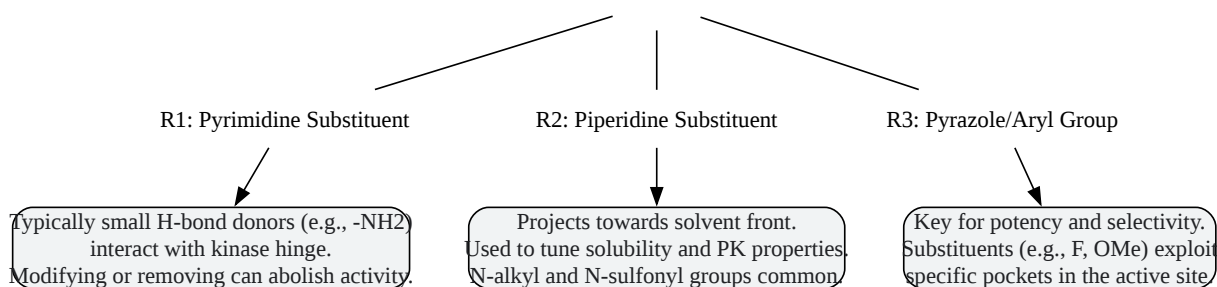 R1: Pyrimidine Substituent
R2: Piperidine Substituent
R3: Pyrazole/Aryl Group
Typically small H-bond donors (e.g., -NH2)
interact with kinase hinge.
Modifying or removing can abolish activity.
Projects towards solvent front.
Used to tune solubility and PK properties.
N-alkyl and N-sulfonyl groups common.
Key for potency and selectivity.
Substituents (e.g., F, OMe) exploit
specific pockets in the active site.